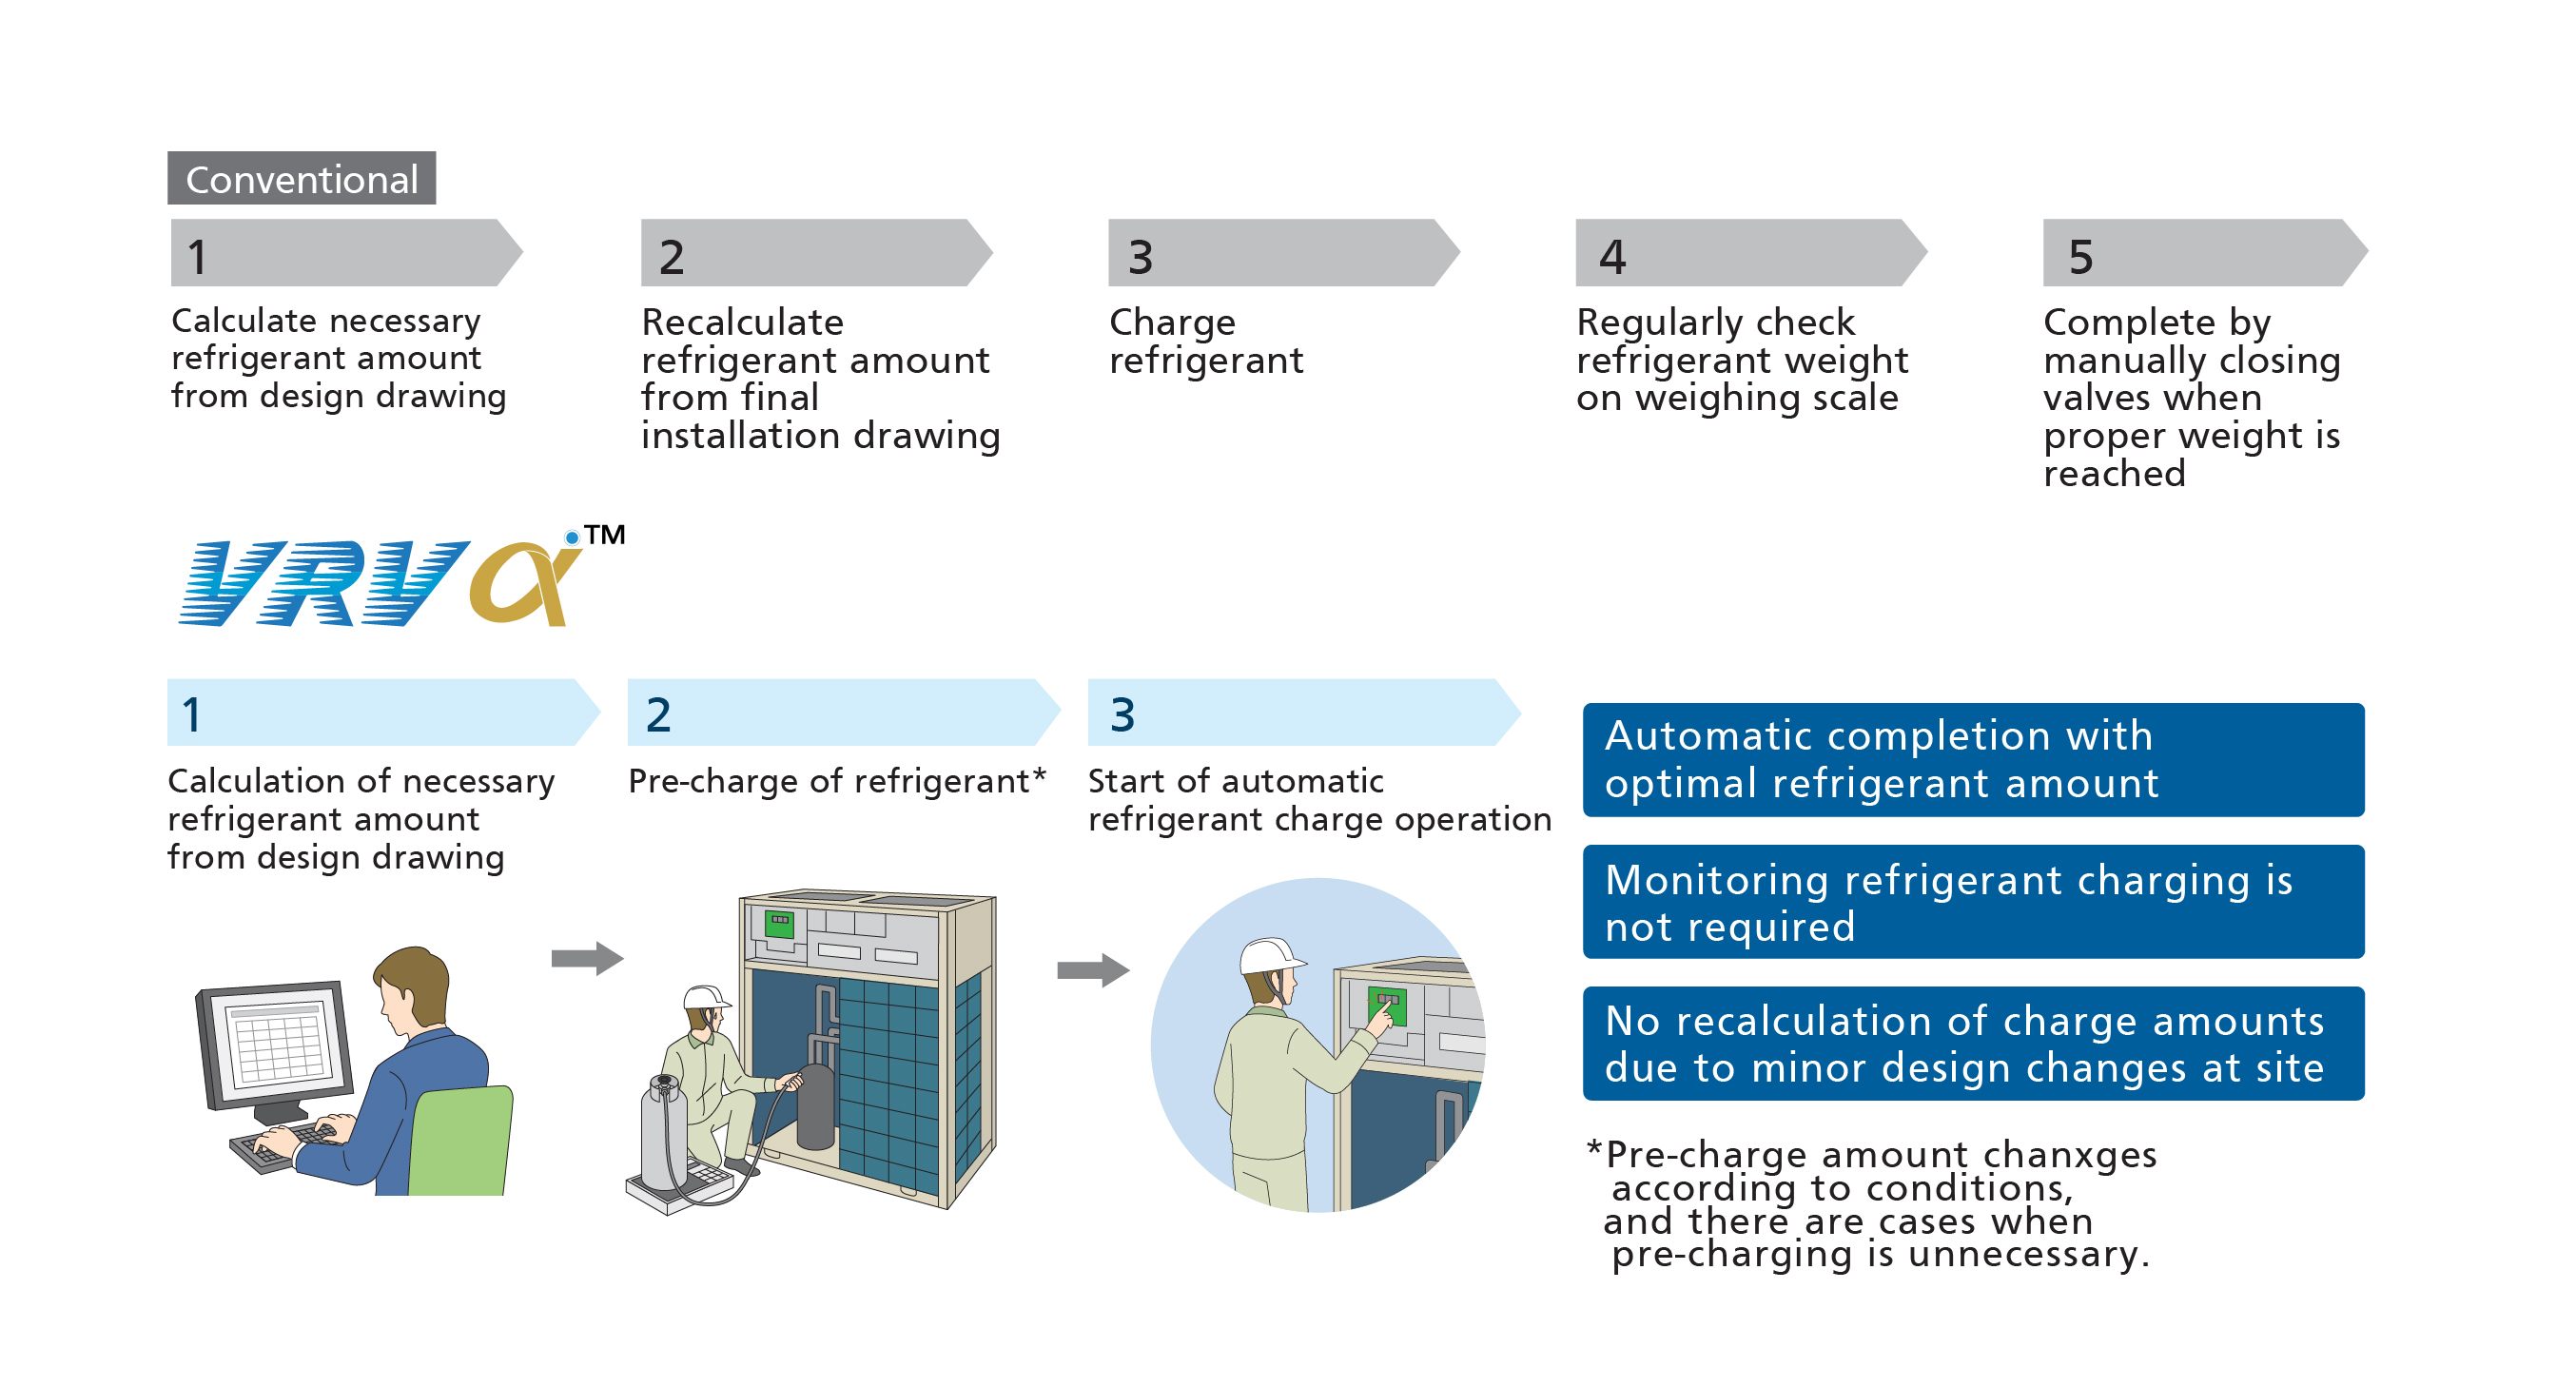 Conventional
1
Calculate necessary
refrigerant amount
from design drawing
2
Recalculate
refrigerant amount
from final
installation drawing
3
Charge
refrigerant
4
Regularly check
refrigerant weight
on weighing scale
5
Complete by
manually closing
valves when
proper weight is
reached
VRVα™
1
Calculation of necessary
refrigerant amount
from design drawing
2
Pre-charge of refrigerant*
3
Start of automatic
refrigerant charge operation
Automatic completion with
optimal refrigerant amount
Monitoring refrigerant charging is
not required
No recalculation of charge amounts
due to minor design changes at site
*Pre-charge amount chanxges
according to conditions,
and there are cases when
pre-charging is unnecessary.